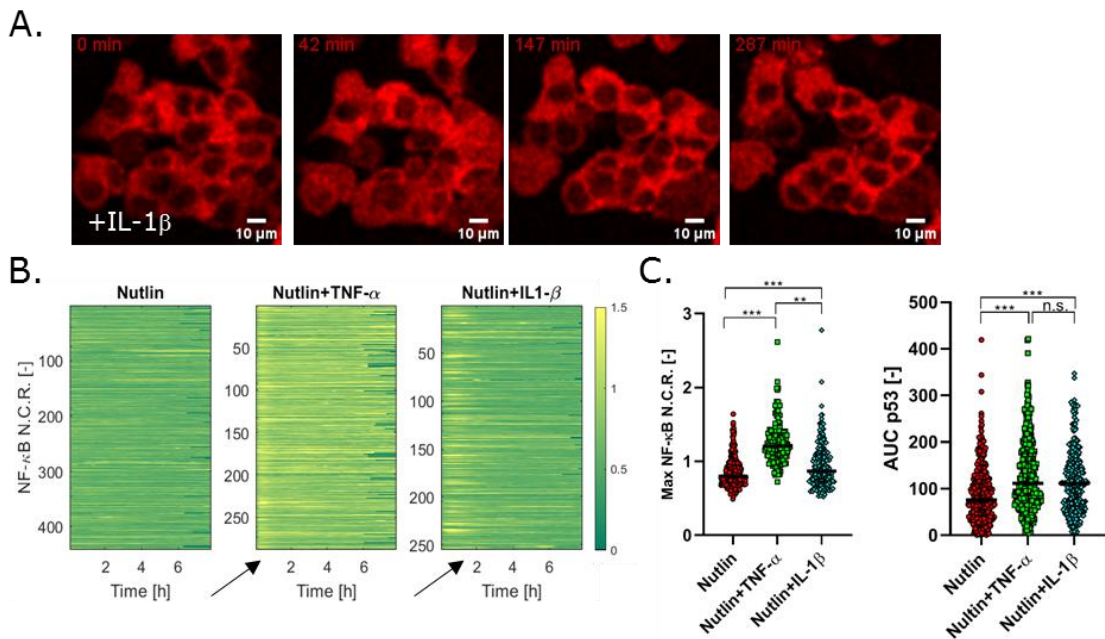 A.
0 min
42 min
147 min
287 min
+IL-1β
10 µm
10 µm
10 µm
10 µm
B.
Nutlin
Nutlin+TNF-α
Nutlin+IL1-β
NF-κB N.C.R. [-]
100
200
300
400
50
100
150
200
250
50
100
150
200
250
1.5
1
0.5
0
2 4 6
2 4 6
2 4 6
Time [h]
Time [h]
Time [h]
C.
Max NF-κB N.C.R. [-]
3
2
1
0
***
***
**
Nutlin
Nutlin+TNF-α
Nutlin+IL-1β
AUC p53 [-]
500
400
300
200
100
0
***
***
n.s.
Nutlin
Nultin+TNF-α
Nutlin+IL-1β